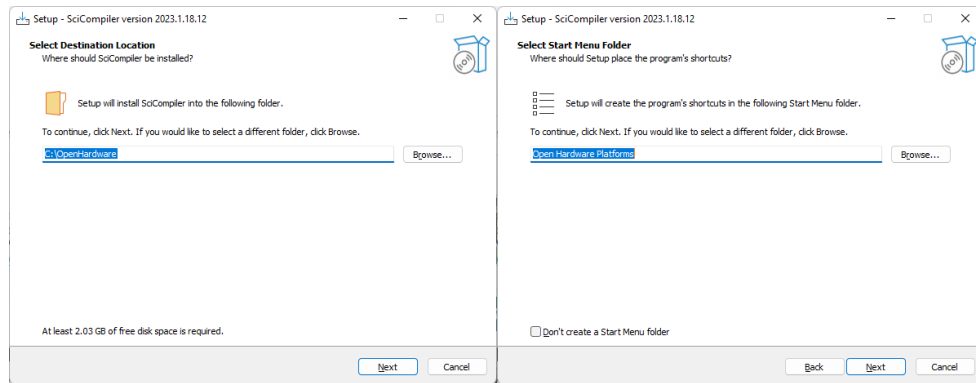 Setup - SciCompiler version 2023.1.18.12
Select Destination Location
Where should SciCompiler be installed?
Setup will install SciCompiler into the following folder.
To continue, click Next. If you would like to select a different folder, click Browse.
C:\OpenHardware
Browse...
At least 2.03 GB of free disk space is required.
Next
Cancel
Setup - SciCompiler version 2023.1.18.12
Select Start Menu Folder
Where should Setup place the program's shortcuts?
Setup will create the program's shortcuts in the following Start Menu folder.
To continue, click Next. If you would like to select a different folder, click Browse.
Open Hardware Platforms
Browse...
Don't create a Start Menu folder
Back
Next
Cancel